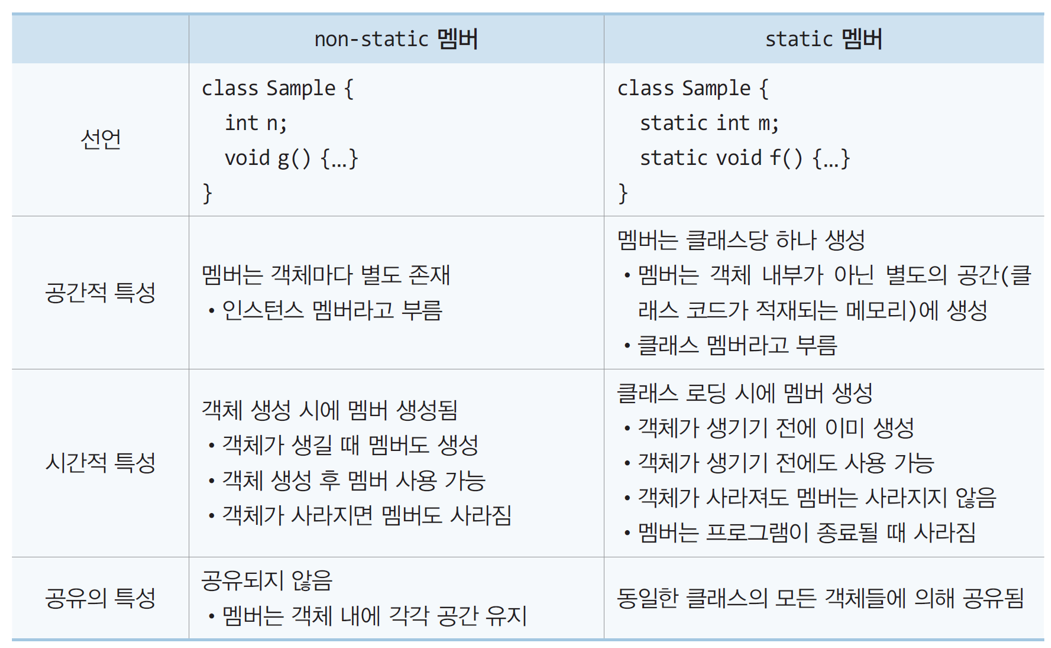 non-static 멤버
static 멤버
선언
class Sample {
int n;
void g() {...}
}
class Sample {
static int m;
static void f() {...}
}
공간적 특성
멤버는 객체마다 별도 존재
• 인스턴스 멤버라고 부름
멤버는 클래스당 하나 생성
• 멤버는 객체 내부가 아닌 별도의 공간(클
래스 코드가 적재되는 메모리)에 생성
• 클래스 멤버라고 부름
시간적 특성
객체 생성 시에 멤버 생성됨
• 객체가 생길 때 멤버도 생성
• 객체 생성 후 멤버 사용 가능
• 객체가 사라지면 멤버도 사라짐
클래스 로딩 시에 멤버 생성
• 객체가 생기기 전에 이미 생성
• 객체가 생기기 전에도 사용 가능
• 객체가 사라져도 멤버는 사라지지 않음
• 멤버는 프로그램이 종료될 때 사라짐
공유의 특성
공유되지 않음
• 멤버는 객체 내에 각각 공간 유지
동일한 클래스의 모든 객체들에 의해 공유됨